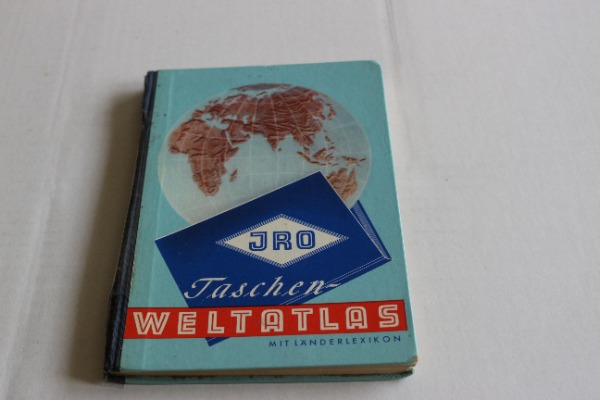 JRO
Taschen-
WELTATLAS
MIT LÄNDERLEXIKON